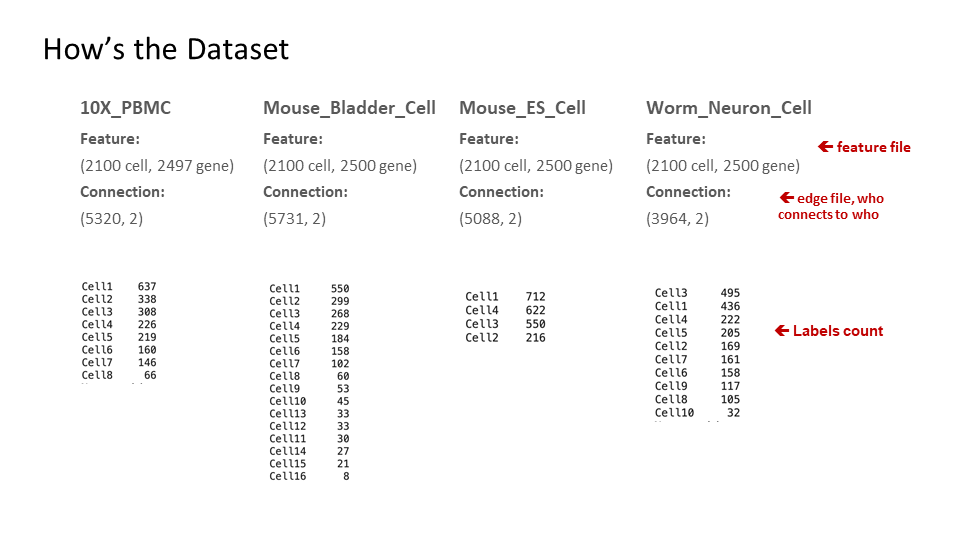 How’s the Dataset
10X_PBMC
Feature:
(2100 cell, 2497 gene)
Connection:
(5320, 2)
Cell1 637
Cell2 338
Cell3 308
Cell4 226
Cell5 219
Cell6 160
Cell7 146
Cell8 66
Mouse_Bladder_Cell
Feature:
(2100 cell, 2500 gene)
Connection:
(5731, 2)
Cell1 550
Cell2 299
Cell3 268
Cell4 229
Cell5 184
Cell6 158
Cell7 102
Cell8 60
Cell9 53
Cell10 45
Cell13 33
Cell12 33
Cell11 30
Cell14 27
Cell15 21
Cell16 8
Mouse_ES_Cell
Feature:
(2100 cell, 2500 gene)
Connection:
(5088, 2)
Cell1 712
Cell4 622
Cell3 550
Cell2 216
Worm_Neuron_Cell
Feature:
(2100 cell, 2500 gene)
Connection:
(3964, 2)
Cell3 495
Cell1 436
Cell4 222
Cell5 205
Cell2 169
Cell7 161
Cell6 158
Cell9 117
Cell8 105
Cell10 32
🡸 feature file
🡸 edge file, who
connects to who
🡸 Labels count